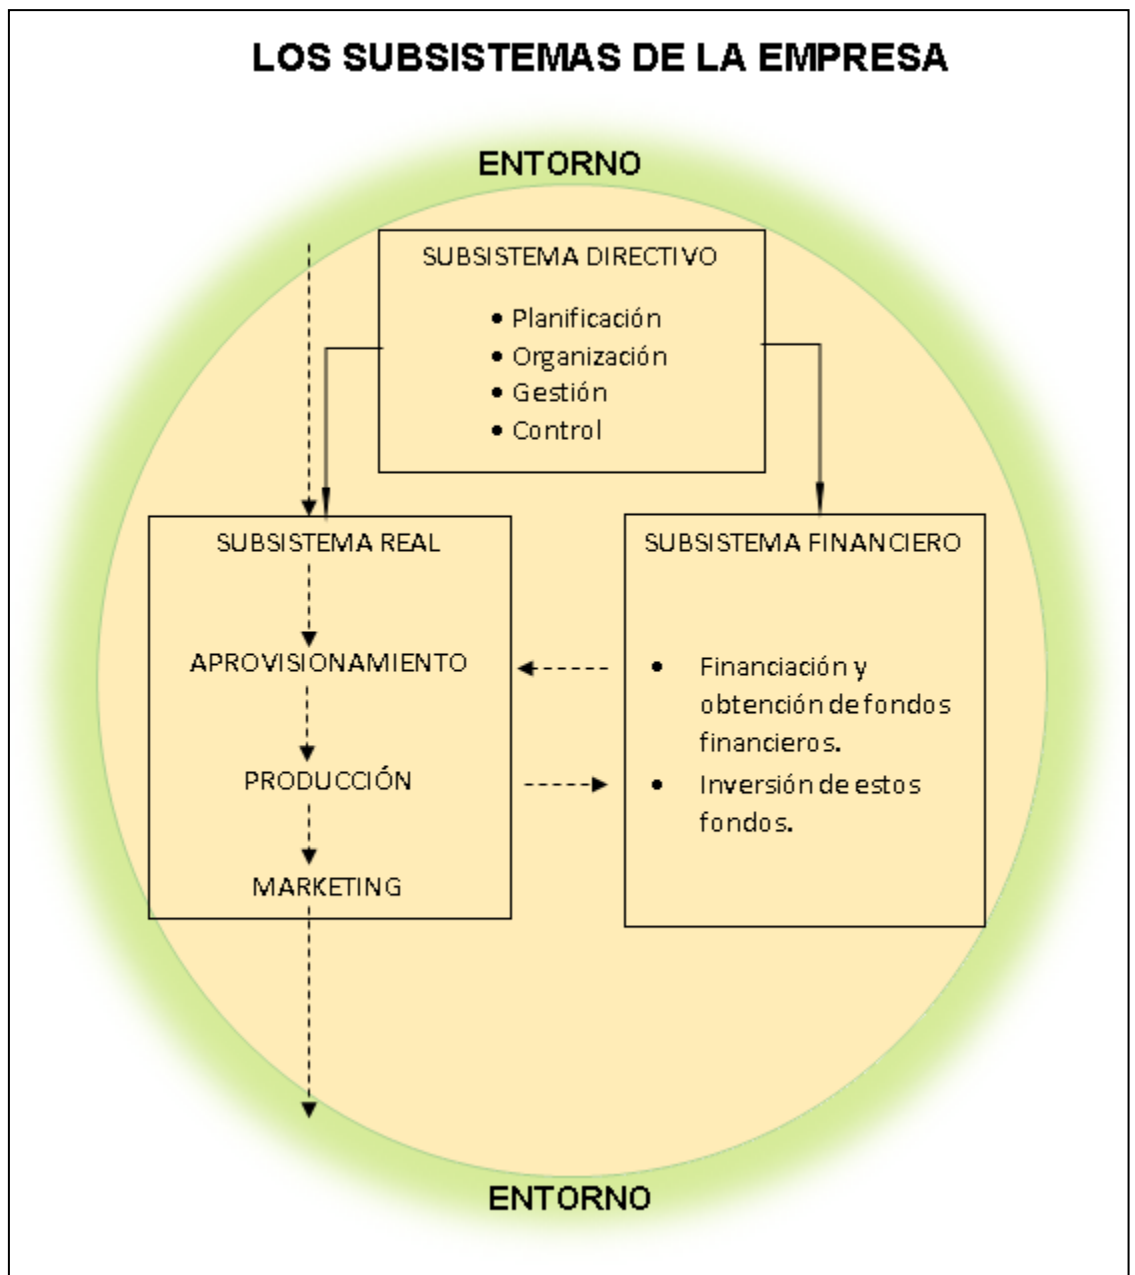 LOS SUBSISTEMAS DE LA EMPRESA
ENTORNO
SUBSISTEMA DIRECTIVO
• Planificación
• Organización
• Gestión
• Control
SUBSISTEMA REAL
APROVISIONAMIENTO
PRODUCCIÓN
MARKETING
SUBSISTEMA FINANCIERO
• Financiación y
obtención de fondos
financieros.
• Inversión de estos
fondos.
ENTORNO